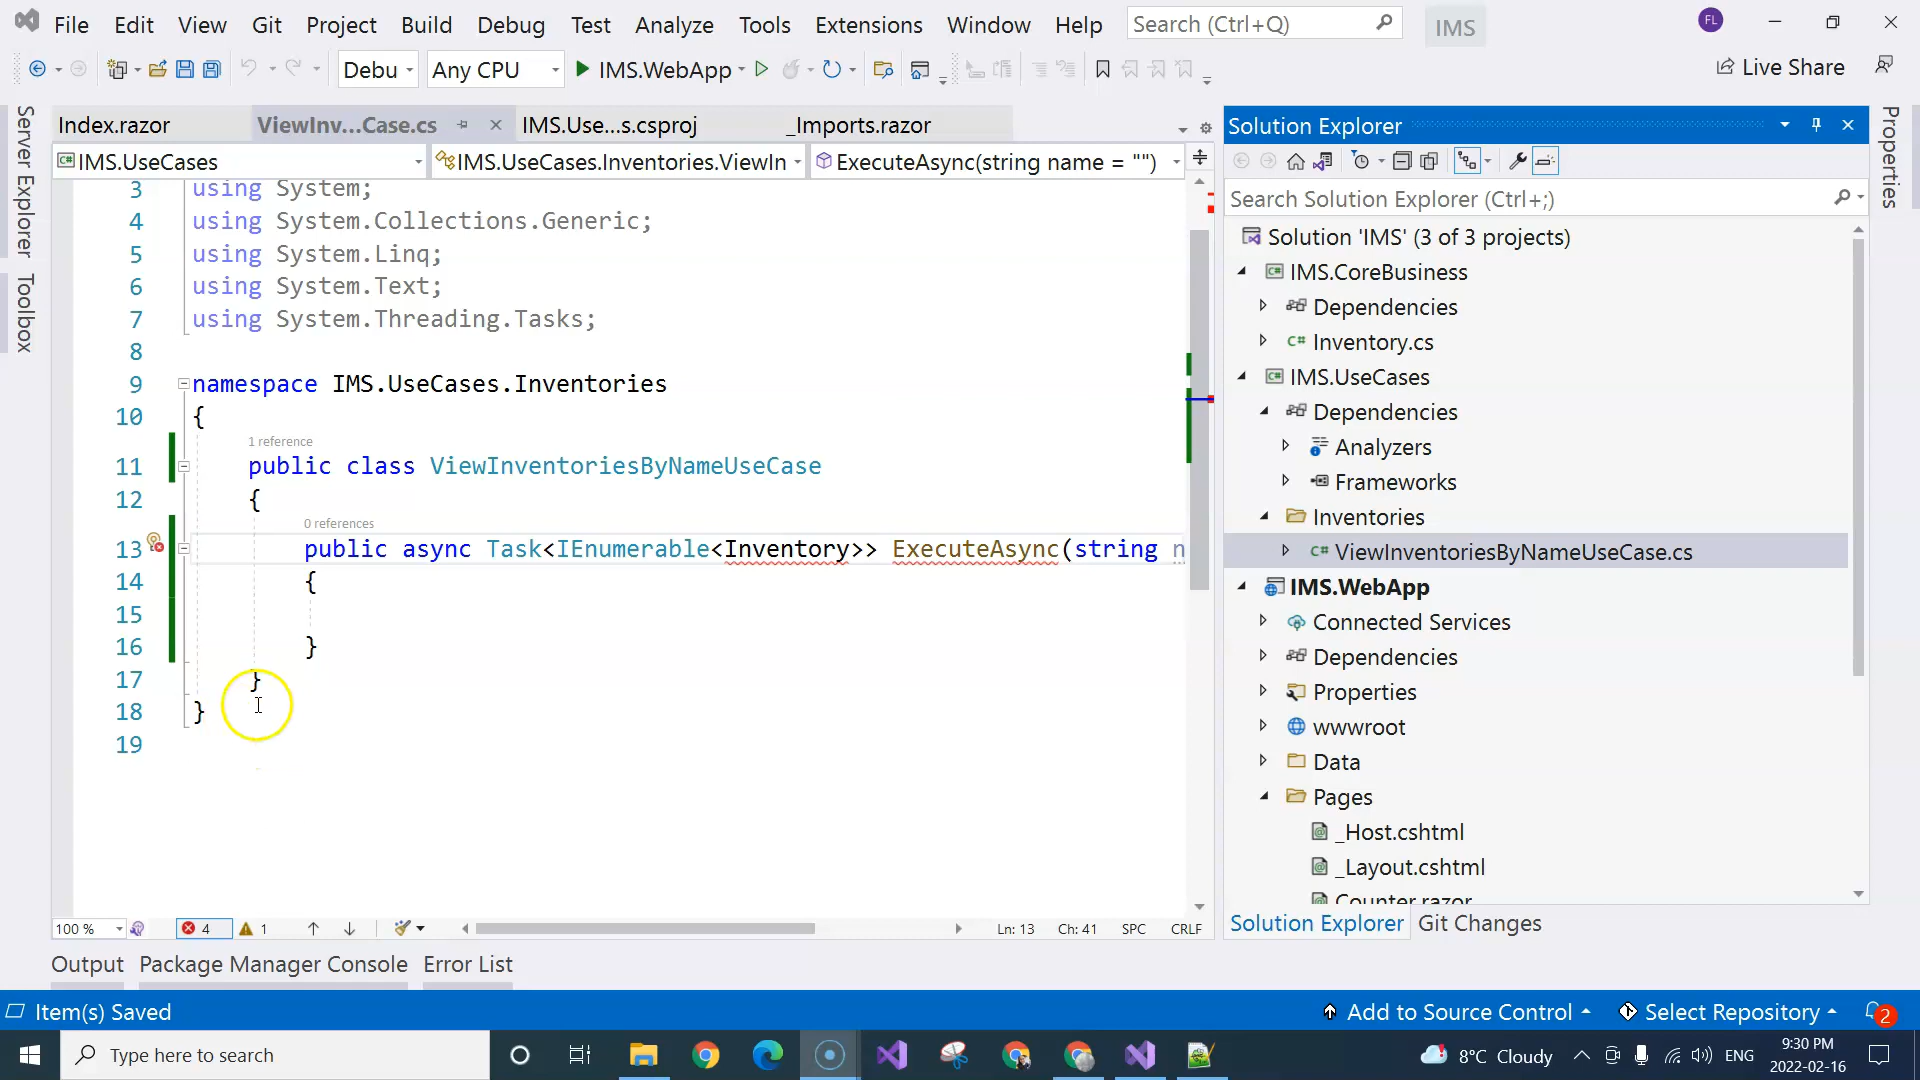 File Edit View Git Project Build Debug Test Analyze Tools Extensions Window Help Search (Ctrl+Q) IMS FL
Debu Any CPU IMS.WebApp Live Share
Server Explorer
Toolbox
Index.razor ViewInv...Case.cs IMS.Use...s.csproj _Imports.razor
IMS.UseCases IMS.UseCases.Inventories.ViewIn ExecuteAsync(string name = "")
3 using System;
4 using System.Collections.Generic;
5 using System.Linq;
6 using System.Text;
7 using System.Threading.Tasks;
8
9 namespace IMS.UseCases.Inventories
10 {
1 reference
11 public class ViewInventoriesByNameUseCase
12 {
0 references
13 public async Task<IEnumerable<Inventory>> ExecuteAsync(string n
14 {
15
16 }
17 }
18 }
19
100 % 4 1 Ln: 13 Ch: 41 SPC CRLF
Solution Explorer
Search Solution Explorer (Ctrl+;)
Solution 'IMS' (3 of 3 projects)
IMS.CoreBusiness
Dependencies
C# Inventory.cs
IMS.UseCases
Dependencies
Analyzers
Frameworks
Inventories
C# ViewInventoriesByNameUseCase.cs
IMS.WebApp
Connected Services
Dependencies
Properties
wwwroot
Data
Pages
_Host.cshtml
_Layout.cshtml
Counter.razor
Solution Explorer Git Changes
Properties
Output Package Manager Console Error List
Item(s) Saved Add to Source Control Select Repository 2
Type here to search 8°C Cloudy ENG 9:30 PM
2022-02-16